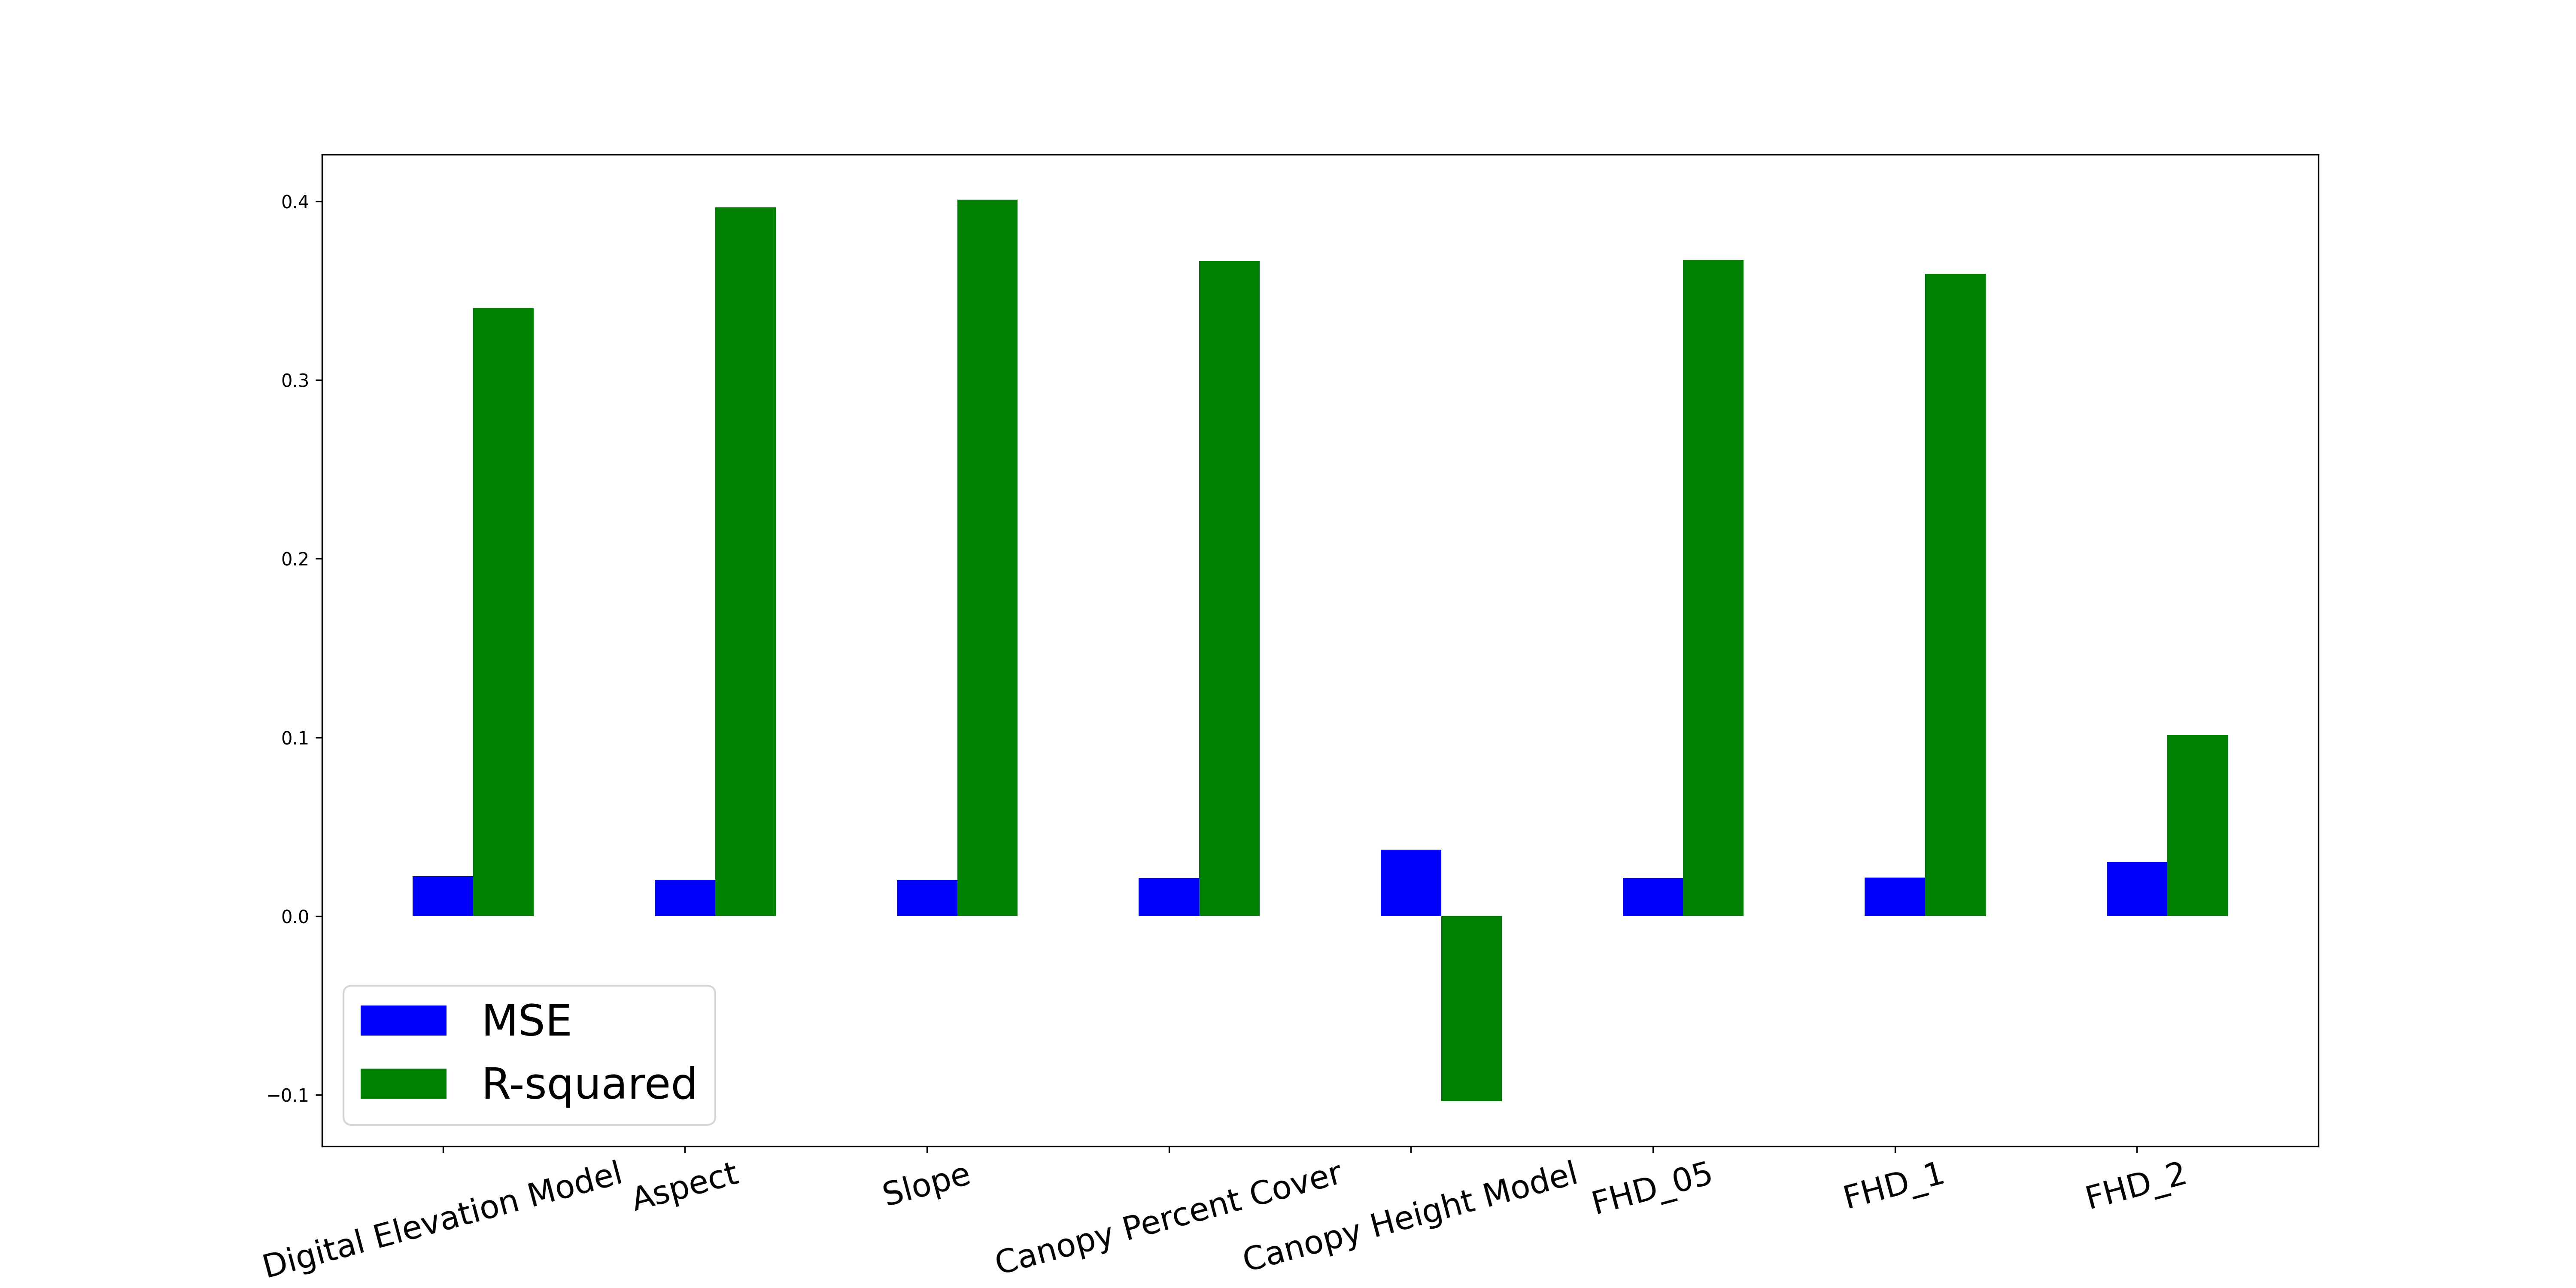 0.4
0.3
0.2
0.1
0.0
−0.1
MSE
R-squared
Digital Elevation Model
Aspect
Slope
Canopy Percent Cover
Canopy Height Model
FHD_05
FHD_1
FHD_2